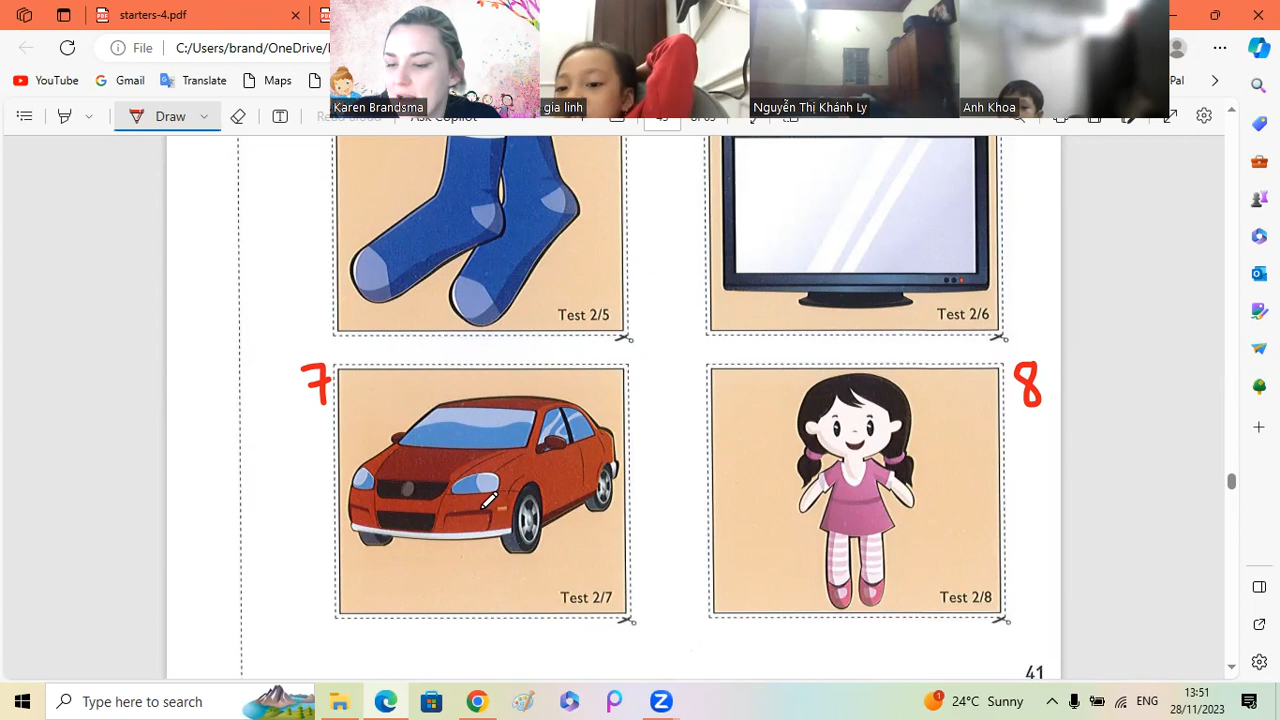 starters-4.pdf
File
C:/Users/brand/OneDrive/
Pal
YouTube
Gmail
Translate
Maps
Karen Brandsma
gia linh
Nguyễn Thị Khánh Ly
Anh Khoa
Draw
Test 2/5
Test 2/6
7
8
Test 2/7
Test 2/8
41
Type here to search
1
24°C Sunny
ENG
13:51
28/11/2023